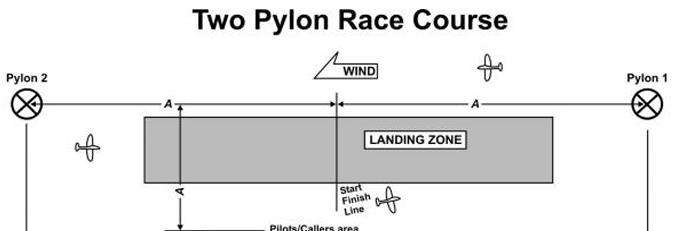 Two Pylon Race Course
WIND
Pylon 2
Pylon 1
A
A
LANDING ZONE
A
Start
Finish
Line
Pilots/Callers area